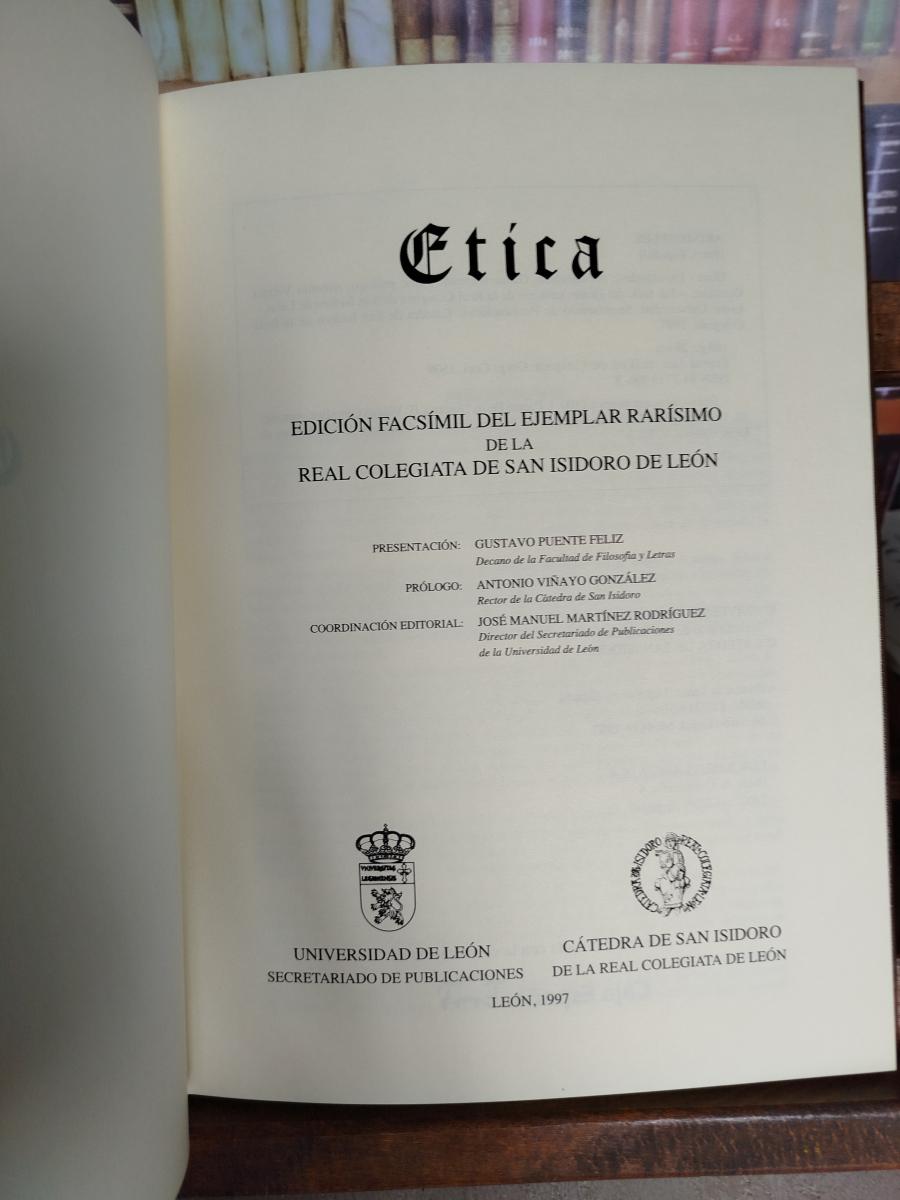 Etica
EDICIÓN FACSÍMIL DEL EJEMPLAR RARÍSIMO
DE LA
REAL COLEGIATA DE SAN ISIDORO DE LEÓN
PRESENTACIÓN: GUSTAVO PUENTE FELIZ
Decano de la Facultad de Filosofía y Letras
PRÓLOGO: ANTONIO VIÑAYO GONZÁLEZ
Rector de la Cátedra de San Isidoro
COORDINACIÓN EDITORIAL: JOSÉ MANUEL MARTÍNEZ RODRÍGUEZ
Director del Secretariado de Publicaciones
de la Universidad de León
UNIVERSIDAD DE LEÓN
SECRETARIADO DE PUBLICACIONES
CÁTEDRA DE SAN ISIDORO
DE LA REAL COLEGIATA DE LEÓN
LEÓN, 1997